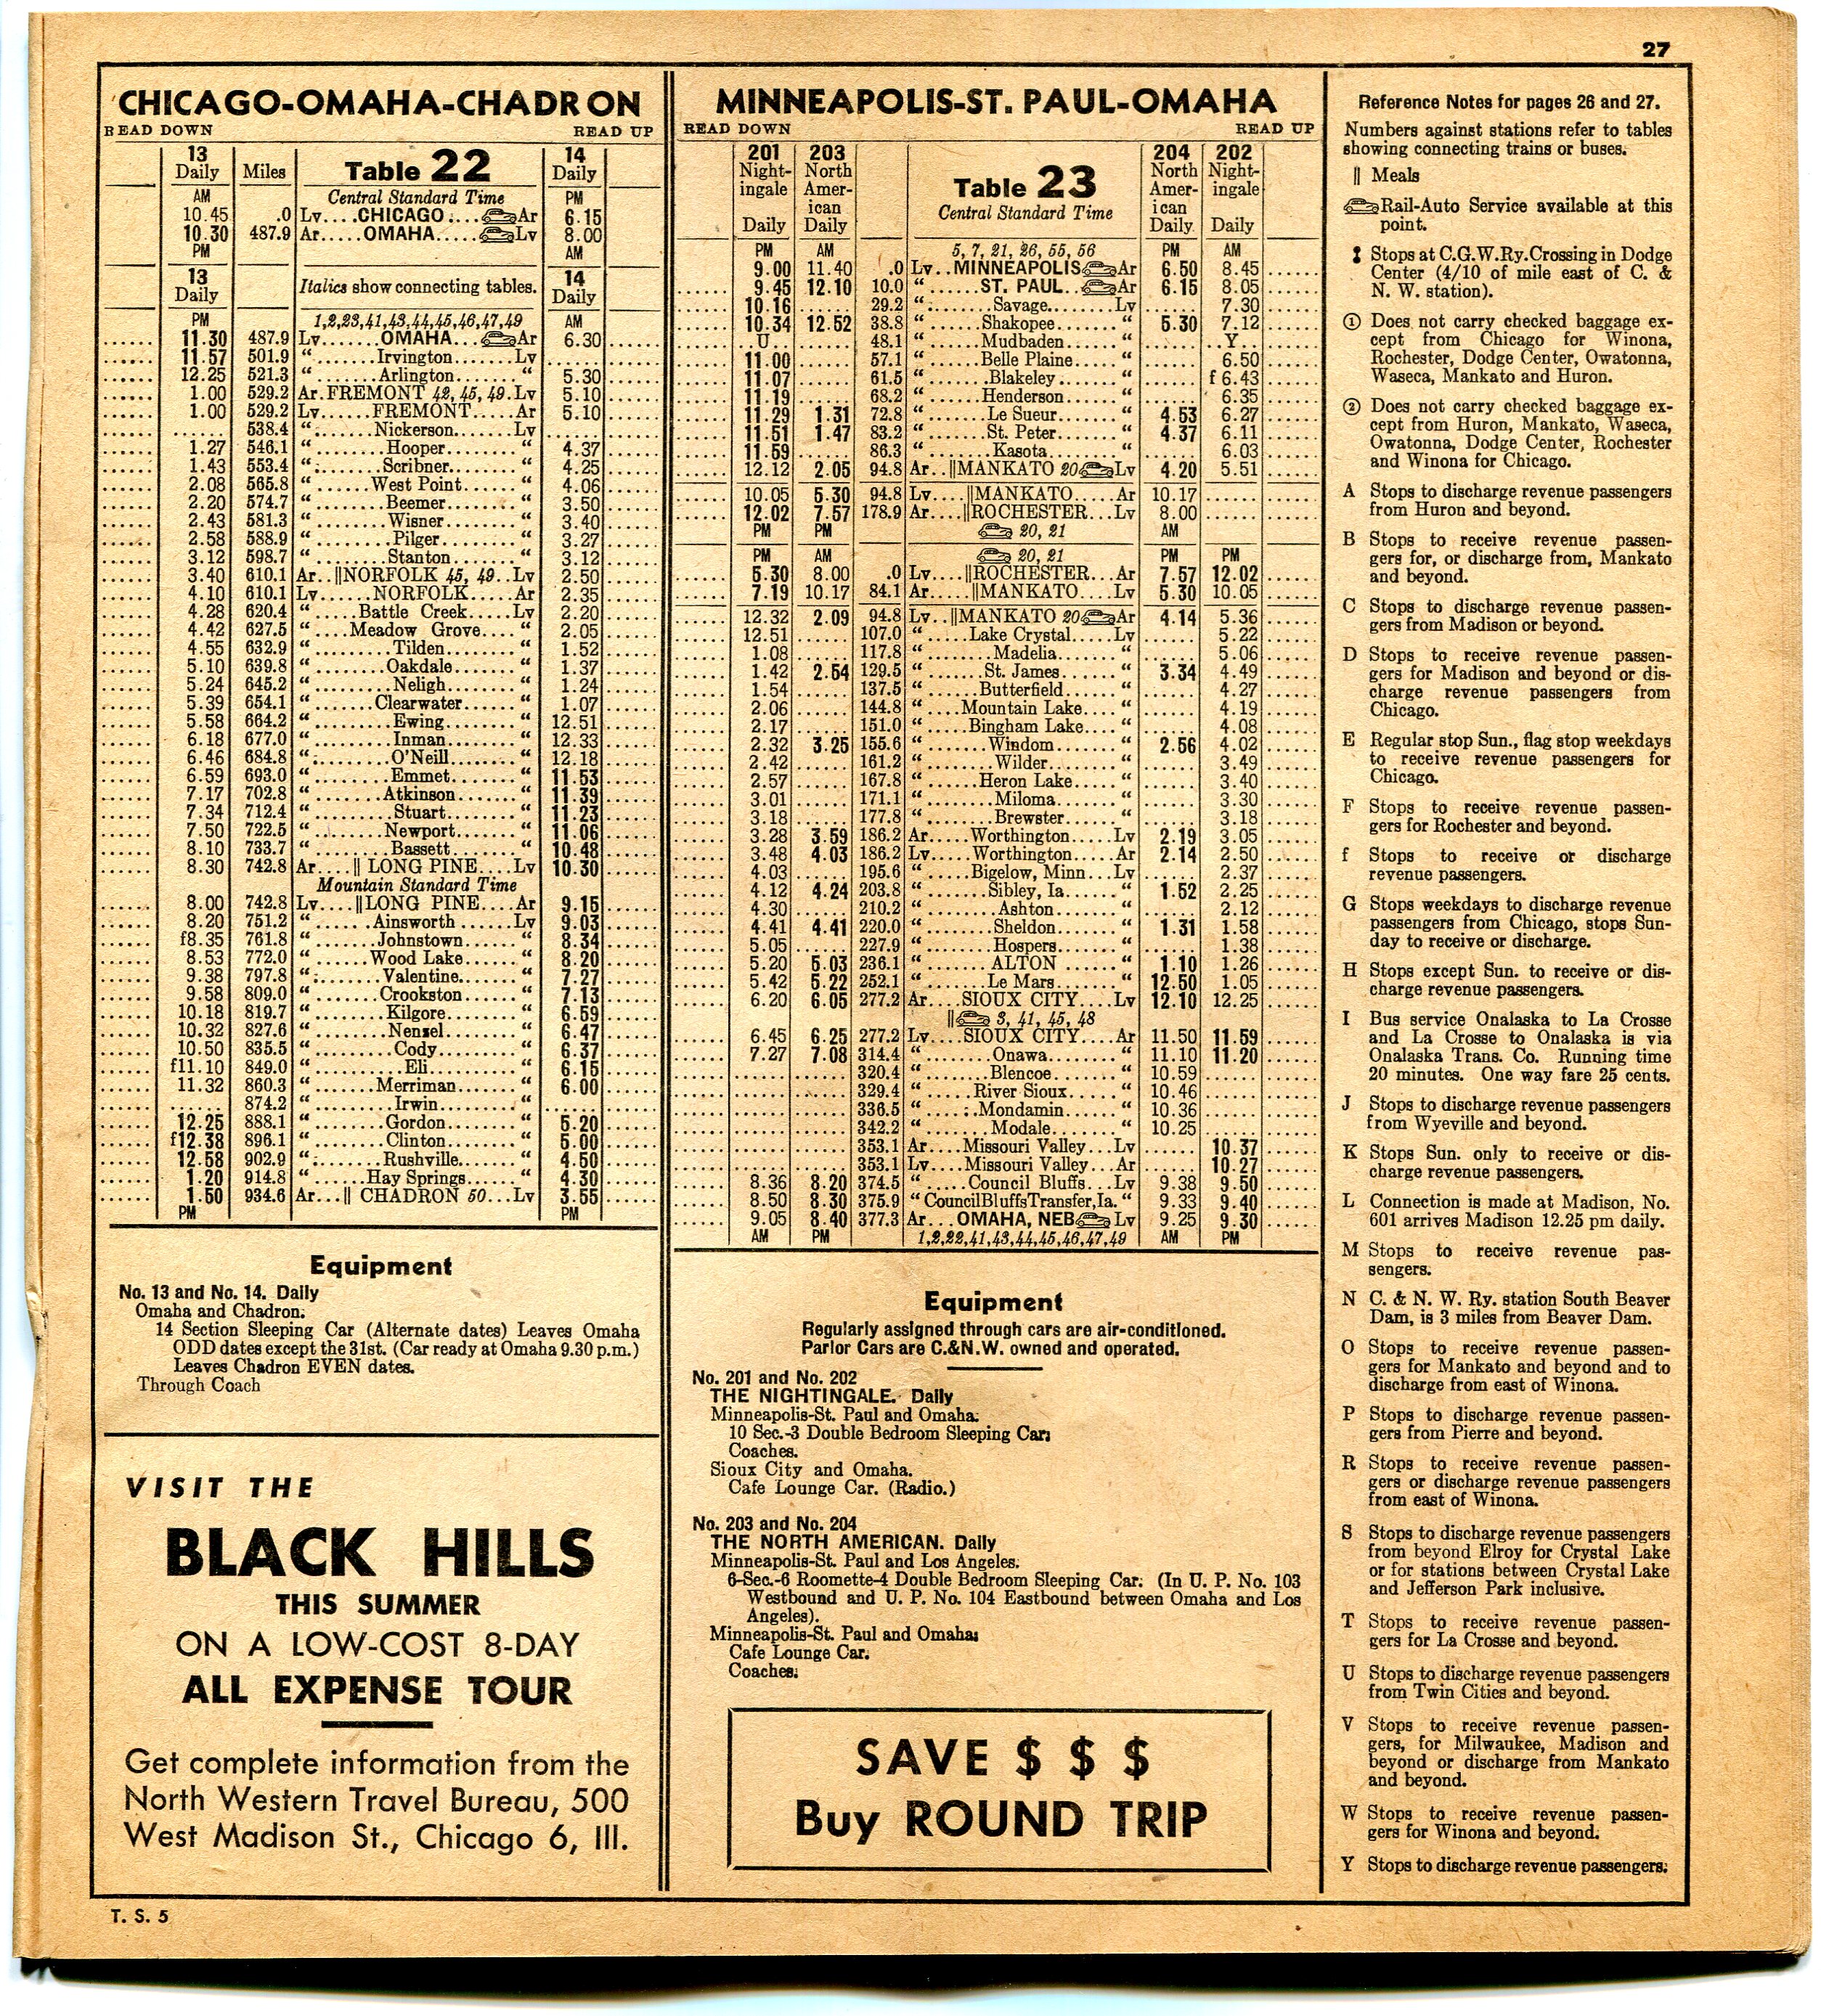 27
CHICAGO-OMAHA-CHADRON
READ DOWN READ UP
13 Daily Miles Table 22 14 Daily
AM Central Standard Time PM
10.45 .0 Lv....CHICAGO....Ar 6.15
10.30 487.9 Ar.....OMAHA.....Lv 8.00
PM AM
13 Daily Italics show connecting tables. 14 Daily
PM 1,2,23,41,43,44,45,46,47,49 AM
11.30 487.9 Lv.......OMAHA...Ar 6.30
11.57 501.9 “........Irvington........Lv ......
12.25 521.3 “........Arlington........“ 5.30
1.00 529.2 Ar.FREMONT 42, 45, 49.Lv 5.10
1.00 529.2 Lv......FREMONT.....Ar 5.10
...... 538.4 “.......Nickerson.......Lv ......
1.27 546.1 “........Hooper........“ 4.37
1.43 553.4 “........Scribner........“ 4.25
2.08 565.8 “......West Point......“ 4.06
2.20 574.7 “........Beemer........“ 3.50
2.43 581.3 “........Wisner........“ 3.40
2.58 588.9 “........Pilger........“ 3.27
3.12 598.7 “........Stanton........“ 3.12
3.40 610.1 Ar..‖NORFOLK 45, 49..Lv 2.50
4.10 610.1 Lv......NORFOLK.....Ar 2.35
4.28 620.4 “.....Battle Creek.....Lv 2.20
4.42 627.5 “....Meadow Grove....“ 2.05
4.55 632.9 “........Tilden........“ 1.52
5.10 639.8 “.......Oakdale........“ 1.37
5.24 645.2 “........Neligh........“ 1.24
5.39 654.1 “......Clearwater......“ 1.07
5.58 664.2 “........Ewing........“ 12.51
6.18 677.0 “........Inman........“ 12.33
6.46 684.8 “........O'Neill........“ 12.18
6.59 693.0 “........Emmet........“ 11.53
7.17 702.8 “.......Atkinson.......“ 11.39
7.34 712.4 “........Stuart........“ 11.23
7.50 722.5 “.......Newport.......“ 11.06
8.10 733.7 “........Bassett........“ 10.48
8.30 742.8 Ar....‖ LONG PINE....Lv 10.30
Mountain Standard Time
8.00 742.8 Lv....‖LONG PINE....Ar 9.15
8.20 751.2 “......Ainsworth......Lv 9.03
f8.35 761.8 “......Johnstown.......“ 8.34
8.53 772.0 “......Wood Lake......“ 8.20
9.38 797.8 “.......Valentine.......“ 7.27
9.58 809.0 “.......Crookston.......“ 7.13
10.18 819.7 “........Kilgore........“ 6.59
10.32 827.6 “........Nenzel........“ 6.47
10.50 835.5 “.........Cody.........“ 6.37
f11.10 849.0 “..........Eli..........“ 6.15
11.32 860.3 “.......Merriman.......“ 6.00
...... 874.2 “.........Irwin.........“ ......
12.25 888.1 “........Gordon........“ 5.20
f12.38 896.1 “........Clinton........“ 5.00
12.58 902.9 “.......Rushville.......“ 4.50
1.20 914.8 “......Hay Springs......“ 4.30
1.50 934.6 Ar...‖ CHADRON 50...Lv 3.55
PM PM
Equipment
No. 13 and No. 14. Daily
Omaha and Chadron.
14 Section Sleeping Car (Alternate dates) Leaves Omaha
ODD dates except the 31st. (Car ready at Omaha 9.30 p.m.)
Leaves Chadron EVEN dates.
Through Coach
VISIT THE
BLACK HILLS
THIS SUMMER
ON A LOW-COST 8-DAY
ALL EXPENSE TOUR
Get complete information from the
North Western Travel Bureau, 500
West Madison St., Chicago 6, Ill.
T. S. 5
MINNEAPOLIS-ST. PAUL-OMAHA
READ DOWN READ UP
201 Night-ingale Daily 203 North Amer-ican Daily Table 23 Central Standard Time 204 North Amer-ican Daily 202 Night-ingale Daily
PM AM 5, 7, 21, 26, 55, 56 PM AM
9.00 11.40 .0 Lv..MINNEAPOLIS Ar 6.50 8.45
9.45 12.10 10.0 “......ST. PAUL..Ar 6.15 8.05
10.16 ...... 29.2 “........Savage........Lv ...... 7.30
10.34 12.52 38.8 “.......Shakopee.......“ 5.30 7.12
..U.. ...... 48.1 “.......Mudbaden.......“ ...... ..Y..
11.00 ...... 57.1 “......Belle Plaine......“ ...... 6.50
11.07 ...... 61.5 “.......Blakeley.......“ ...... f 6.43
11.19 ...... 68.2 “......Henderson.......“ ...... 6.35
11.29 1.31 72.8 “.......Le Sueur.......“ 4.53 6.27
11.51 1.47 83.2 “.......St. Peter.......“ 4.37 6.11
11.59 ...... 86.3 “........Kasota........“ ...... 6.03
12.12 2.05 94.8 Ar..‖MANKATO 20 Lv 4.20 5.51
10.05 5.30 94.8 Lv....‖MANKATO.....Ar 10.17 ......
12.02 7.57 178.9 Ar....‖ROCHESTER...Lv 8.00 ......
PM PM 20, 21 AM
PM AM 20, 21 PM PM
5.30 8.00 .0 Lv....‖ROCHESTER...Ar 7.57 12.02
7.19 10.17 84.1 Ar....‖MANKATO.....Lv 5.30 10.05
12.32 2.09 94.8 Lv..‖MANKATO 20 Ar 4.14 5.36
12.51 ...... 107.0 “.....Lake Crystal.....Lv ...... 5.22
1.08 ...... 117.8 “........Madelia........“ ...... 5.06
1.42 2.54 129.5 “.......St. James.......“ 3.34 4.49
1.54 ...... 137.5 “......Butterfield......“ ...... 4.27
2.06 ...... 144.8 “....Mountain Lake....“ ...... 4.19
2.17 ...... 151.0 “.....Bingham Lake.....“ ...... 4.08
2.32 3.25 155.6 “.......Windom.......“ 2.56 4.02
2.42 ...... 161.2 “........Wilder........“ ...... 3.49
2.57 ...... 167.8 “......Heron Lake......“ ...... 3.40
3.01 ...... 171.1 “........Miloma........“ ...... 3.30
3.18 ...... 177.8 “.......Brewster.......“ ...... 3.18
3.28 3.59 186.2 Ar.....Worthington.....Lv 2.19 3.05
3.48 4.03 186.2 Lv.....Worthington.....Ar 2.14 2.50
4.03 ...... 195.6 “.....Bigelow, Minn...Lv ...... 2.37
4.12 4.24 203.8 “.......Sibley, Ia.......“ 1.52 2.25
4.30 ...... 210.2 “........Ashton........“ ...... 2.12
4.41 4.41 220.0 “.......Sheldon.......“ 1.31 1.58
5.05 ...... 227.9 “.......Hospers.......“ ...... 1.38
5.20 5.03 236.1 “.......ALTON.......“ 1.10 1.26
5.42 5.22 252.1 “.......Le Mars.......“ 12.50 1.05
6.20 6.05 277.2 Ar....SIOUX CITY....Lv 12.10 12.25
‖ 3, 41, 45, 48
6.45 6.25 277.2 Lv....SIOUX CITY....Ar 11.50 11.59
7.27 7.08 314.4 “........Onawa........“ 11.10 11.20
...... ...... 320.4 “.......Blencoe.......“ 10.59 ......
...... ...... 329.4 “......River Sioux......“ 10.46 ......
...... ...... 336.5 “......Mondamin.......“ 10.36 ......
...... ...... 342.2 “.......Modale........“ 10.25 ......
...... ...... 353.1 Ar....Missouri Valley...Lv ...... 10.37
...... ...... 353.1 Lv....Missouri Valley...Ar ...... 10.27
8.36 8.20 374.5 “.....Council Bluffs...Lv 9.38 9.50
8.50 8.30 375.9 “CouncilBluffsTransfer,Ia.“ 9.33 9.40
9.05 8.40 377.3 Ar...OMAHA, NEB Lv 9.25 9.30
AM PM 1,2,22,41,43,44,45,46,47,49 AM PM
Equipment
Regularly assigned through cars are air-conditioned.
Parlor Cars are C.&N.W. owned and operated.
No. 201 and No. 202
THE NIGHTINGALE. Daily
Minneapolis-St. Paul and Omaha.
10 Sec.-3 Double Bedroom Sleeping Car.
Coaches.
Sioux City and Omaha.
Cafe Lounge Car. (Radio.)
No. 203 and No. 204
THE NORTH AMERICAN. Daily
Minneapolis-St. Paul and Los Angeles.
6-Sec.-6 Roomette-4 Double Bedroom Sleeping Car. (In U. P. No. 103
Westbound and U. P. No. 104 Eastbound between Omaha and Los
Angeles).
Minneapolis-St. Paul and Omaha.
Cafe Lounge Car.
Coaches.
SAVE $ $ $
Buy ROUND TRIP
Reference Notes for pages 26 and 27.
Numbers against stations refer to tables
showing connecting trains or buses.
‖ Meals
Rail-Auto Service available at this
point.
Stops at C.G.W.Ry.Crossing in Dodge
Center (4/10 of mile east of C. &
N. W. station).
① Does not carry checked baggage ex-
cept from Chicago for Winona,
Rochester, Dodge Center, Owatonna,
Waseca, Mankato and Huron.
② Does not carry checked baggage ex-
cept from Huron, Mankato, Waseca,
Owatonna, Dodge Center, Rochester
and Winona for Chicago.
A Stops to discharge revenue passengers
from Huron and beyond.
B Stops to receive revenue passen-
gers for, or discharge from, Mankato
and beyond.
C Stops to discharge revenue passen-
gers from Madison or beyond.
D Stops to receive revenue passen-
gers for Madison and beyond or dis-
charge revenue passengers from
Chicago.
E Regular stop Sun., flag stop weekdays
to receive revenue passengers for
Chicago.
F Stops to receive revenue passen-
gers for Rochester and beyond.
f Stops to receive or discharge
revenue passengers.
G Stops weekdays to discharge revenue
passengers from Chicago, stops Sun-
day to receive or discharge.
H Stops except Sun. to receive or dis-
charge revenue passengers.
I Bus service Onalaska to La Crosse
and La Crosse to Onalaska is via
Onalaska Trans. Co. Running time
20 minutes. One way fare 25 cents.
J Stops to discharge revenue passengers
from Wyeville and beyond.
K Stops Sun. only to receive or dis-
charge revenue passengers.
L Connection is made at Madison, No.
601 arrives Madison 12.25 pm daily.
M Stops to receive revenue pas-
sengers.
N C. & N. W. Ry. station South Beaver
Dam, is 3 miles from Beaver Dam.
O Stops to receive revenue passen-
gers for Mankato and beyond and to
discharge from east of Winona.
P Stops to discharge revenue passen-
gers from Pierre and beyond.
R Stops to receive revenue passen-
gers or discharge revenue passengers
from east of Winona.
S Stops to discharge revenue passengers
from beyond Elroy for Crystal Lake
or for stations between Crystal Lake
and Jefferson Park inclusive.
T Stops to receive revenue passen-
gers for La Crosse and beyond.
U Stops to discharge revenue passengers
from Twin Cities and beyond.
V Stops to receive revenue passen-
gers, for Milwaukee, Madison and
beyond or discharge from Mankato
and beyond.
W Stops to receive revenue passen-
gers for Winona and beyond.
Y Stops to discharge revenue passengers.